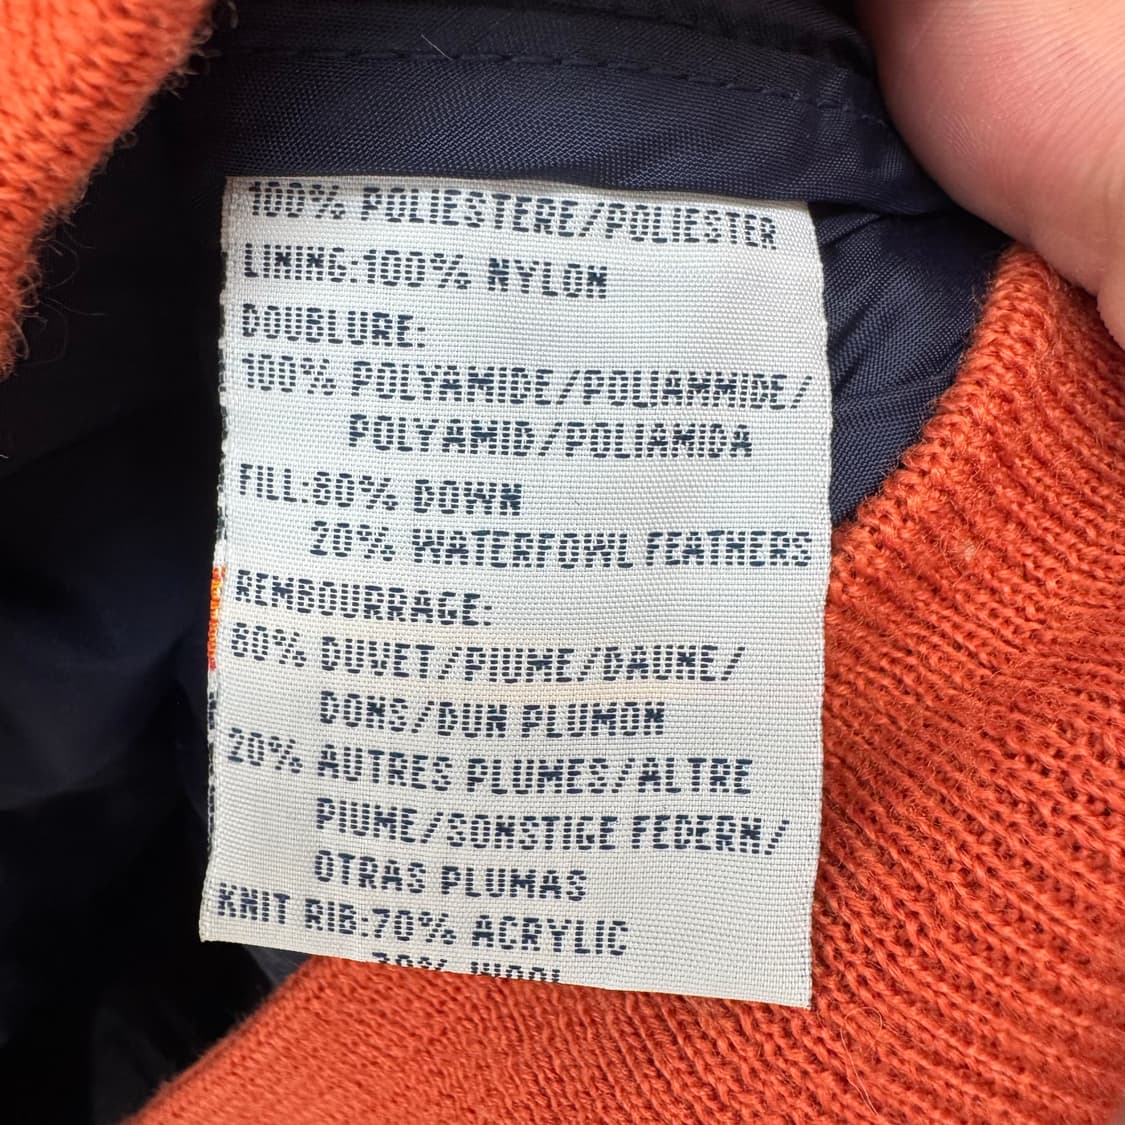 100% POLIESTERE/POLIESTER
LINING:100% NYLON
DOUBLURE:
100% POLYAMIDE/POLIAMMIDE/
POLYAMID/POLIAMIDA
FILL:80% DOWN
20% WATERFOWL FEATHERS
REMBOURRAGE:
80% DUVET/PIUME/DAUNE/
DONS/DUN PLUMON
20% AUTRES PLUMES/ALTRE
PIUME/SONSTIGE FEDERN/
OTRAS PLUMAS
KNIT RIB:70% ACRYLIC
30% WOOL